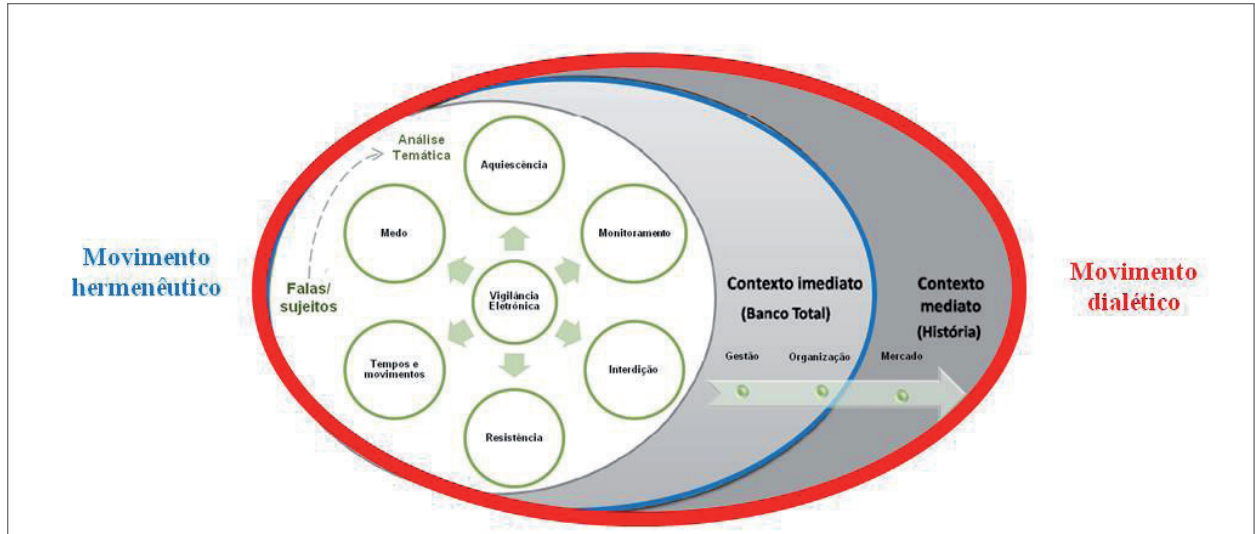 Análise
Temática
Aquiescência
Medo
Monitoramento
Movimento
hermenêutico
Falas/
sujeitos
Vigilância
Eletrônica
Contexto imediato
(Banco Total)
Contexto
mediato
(História)
Movimento
dialético
Tempos e
movimentos
Interdição
Gestão
Organização
Mercado
Resistência